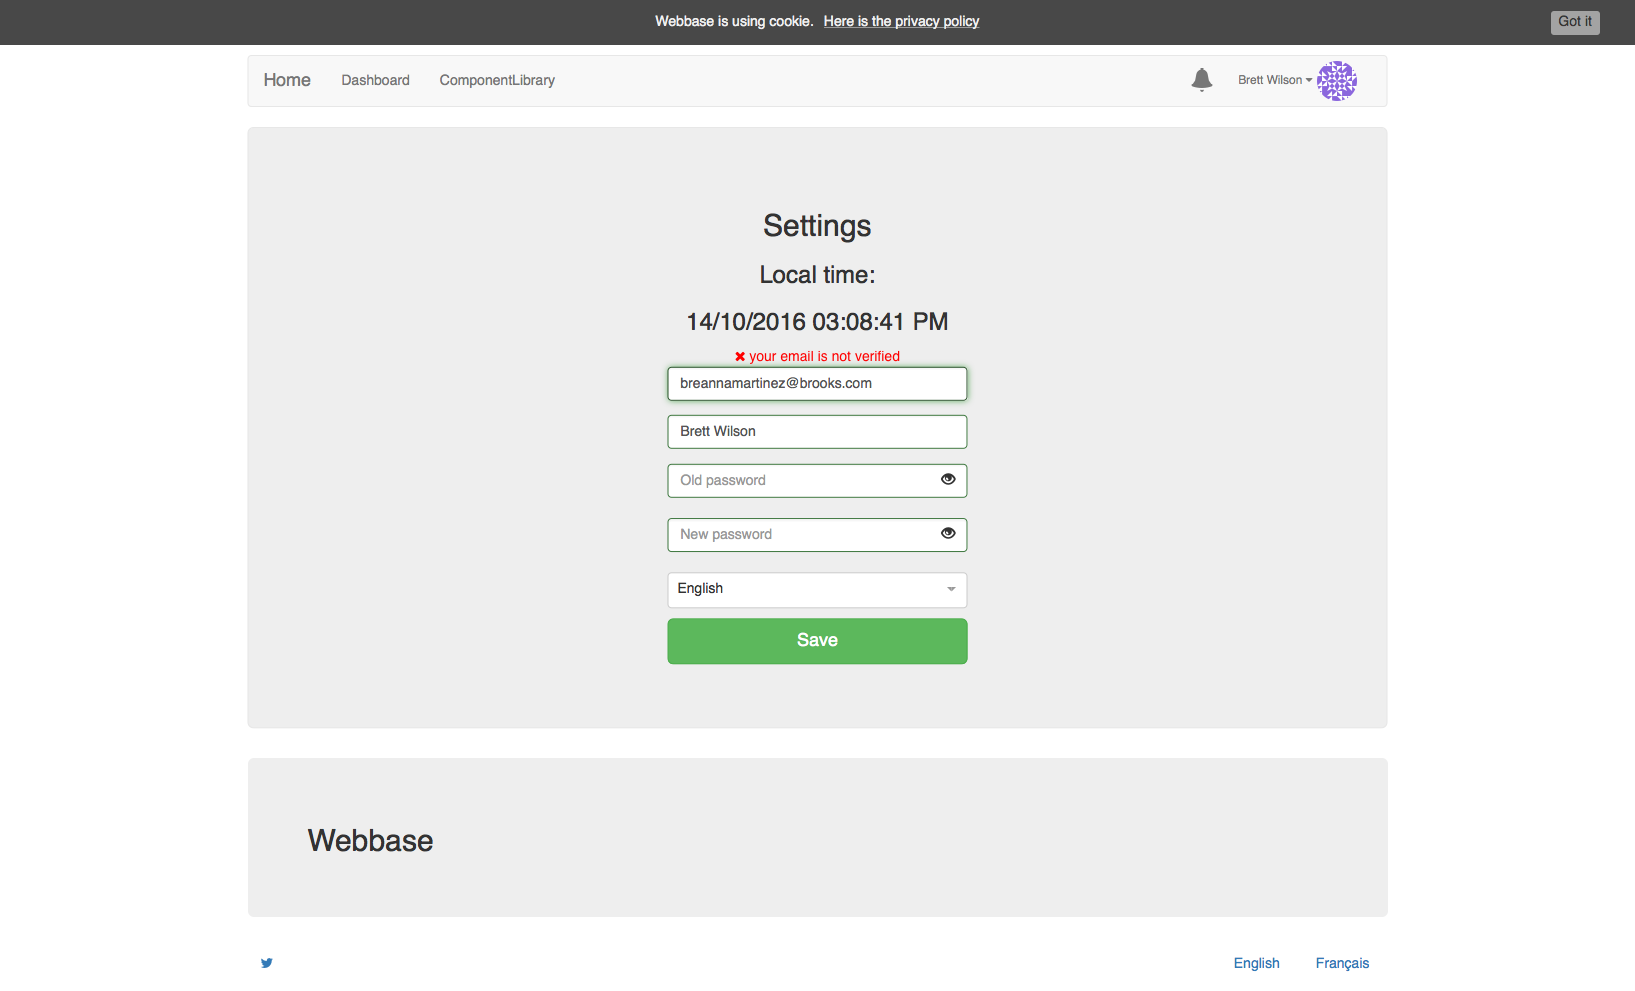 Webbase is using cookie. Here is the privacy policy
Got it
Home Dashboard ComponentLibrary Brett Wilson
Settings
Local time:
14/10/2016 03:08:41 PM
your email is not verified
breannamartinez@brooks.com
Brett Wilson
Old password
New password
English
Save
Webbase
English Français